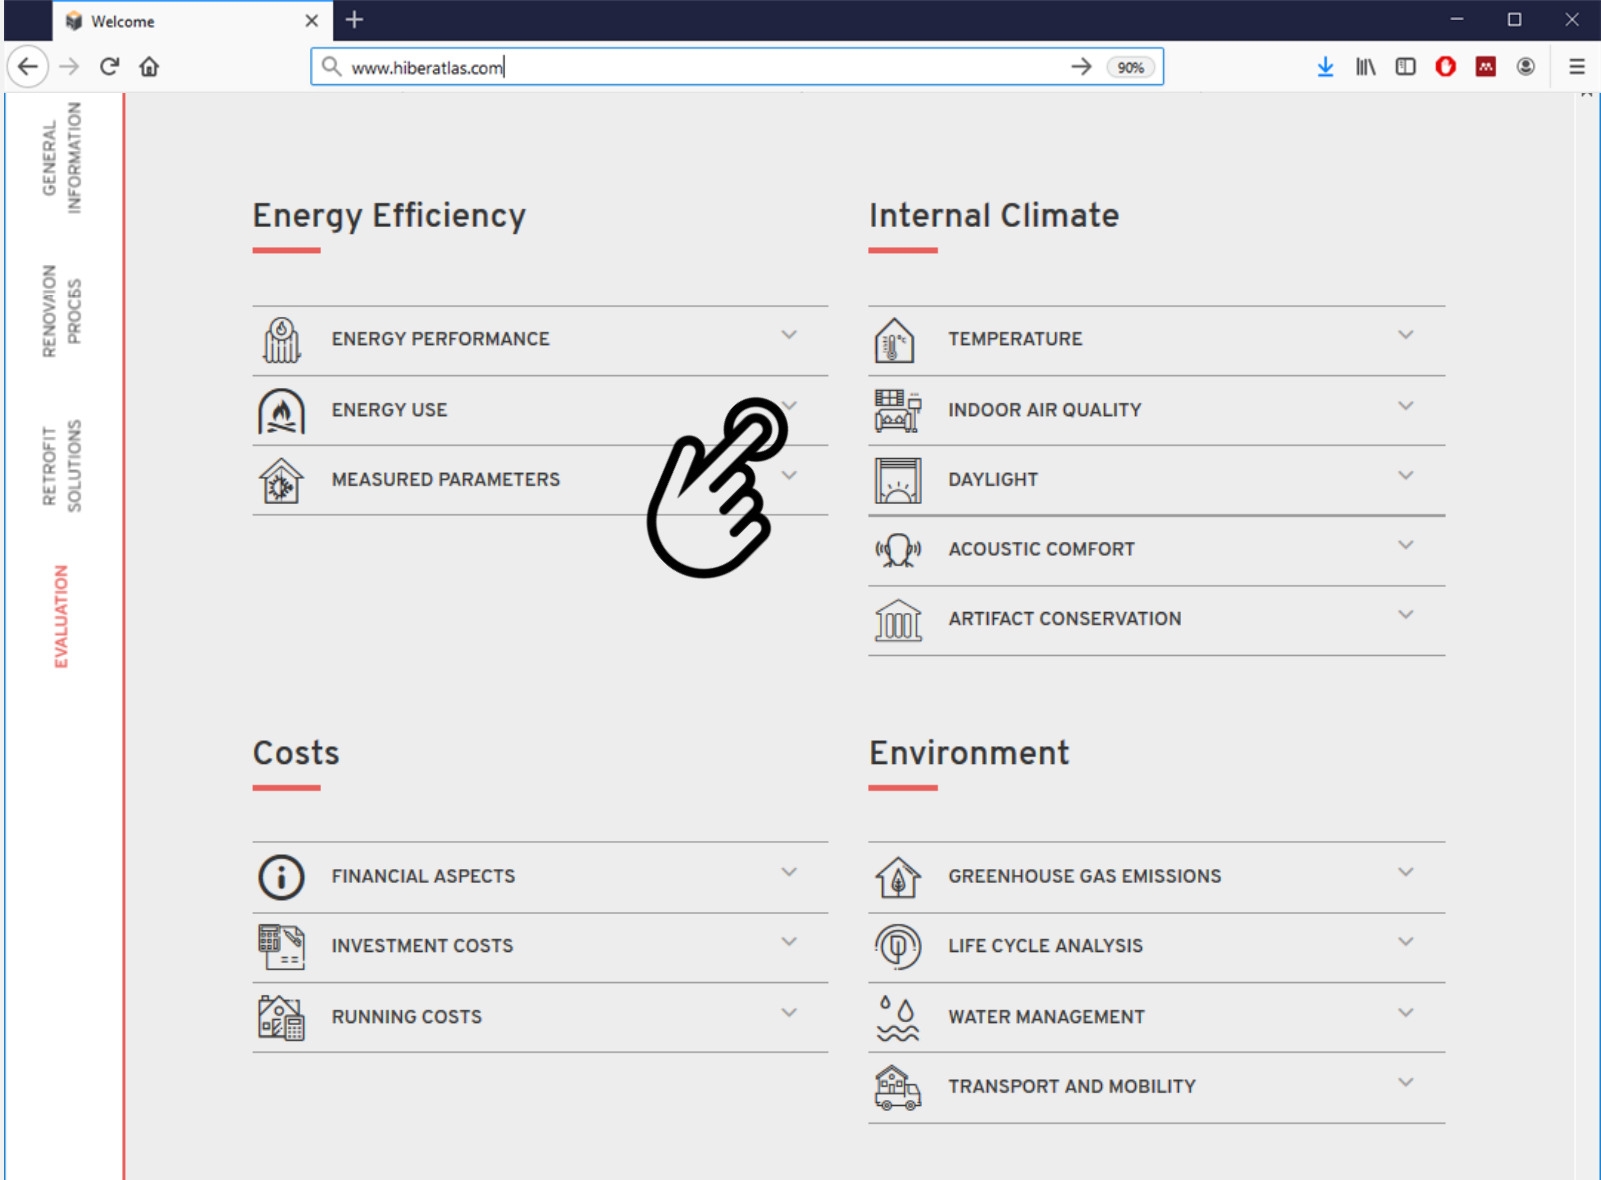 Welcome
www.hiberatlas.com
90%
GENERAL
INFORMATION
RENOVAION
PROCES
RETROFIT
SOLUTIONS
EVALUATION
Energy Efficiency
ENERGY PERFORMANCE
ENERGY USE
MEASURED PARAMETERS
Internal Climate
TEMPERATURE
INDOOR AIR QUALITY
DAYLIGHT
ACOUSTIC COMFORT
ARTIFACT CONSERVATION
Costs
FINANCIAL ASPECTS
INVESTMENT COSTS
RUNNING COSTS
Environment
GREENHOUSE GAS EMISSIONS
LIFE CYCLE ANALYSIS
WATER MANAGEMENT
TRANSPORT AND MOBILITY